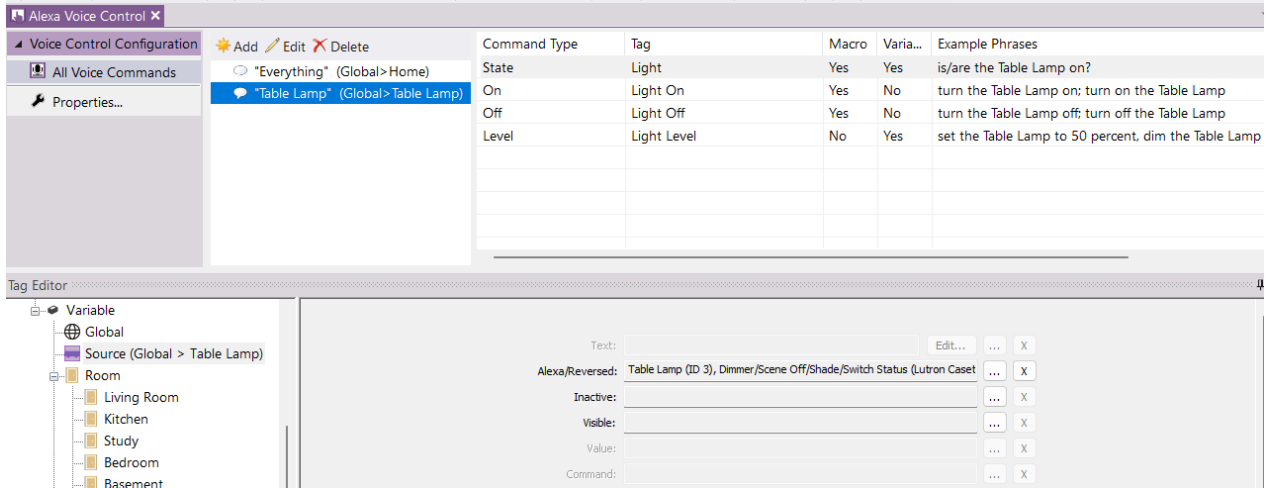 Alexa Voice Control X
Voice Control Configuration
All Voice Commands
Properties...
Add Edit Delete
"Everything" (Global>Home)
"Table Lamp" (Global>Table Lamp)
Command Type Tag Macro Varia... Example Phrases
State Light Yes Yes is/are the Table Lamp on?
On Light On Yes No turn the Table Lamp on; turn on the Table Lamp
Off Light Off Yes No turn the Table Lamp off; turn off the Table Lamp
Level Light Level No Yes set the Table Lamp to 50 percent, dim the Table Lamp
Tag Editor
Variable
Global
Source (Global > Table Lamp)
Room
Living Room
Kitchen
Study
Bedroom
Basement
Text: Edit... ... X
Alexa/Reversed: Table Lamp (ID 3), Dimmer/Scene Off/Shade/Switch Status (Lutron Caset ... X
Inactive: ... X
Visible: ... X
Value: ... X
Command: ... X